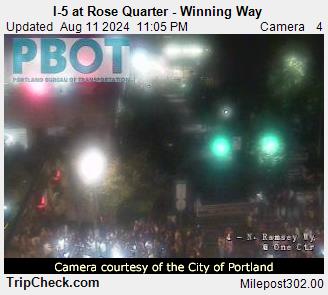 I-5 at Rose Quarter - Winning Way
Updated Aug 11 2024 11:05 PM Camera 4
PBOT
PORTLAND BUREAU OF TRANSPORTATION
4 - N. Ramsey Wy.
@ One Ctr
Camera courtesy of the City of Portland
TripCheck.com Milepost302.00